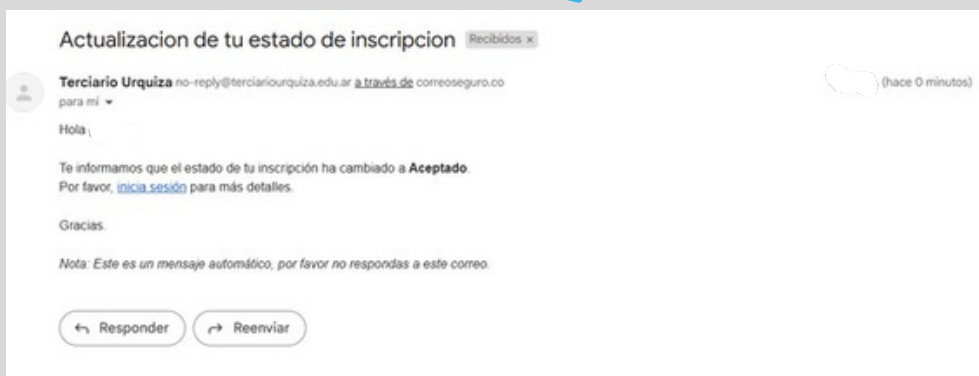 Actualizacion de tu estado de inscripcion Recibidos x
Terciario Urquiza no-reply@terciariourquiza.edu.ar a través de correoseguro.co (hace 0 minutos)
para mí
Hola
Te informamos que el estado de tu inscripción ha cambiado a Aceptado.
Por favor, inicia sesión para más detalles.
Gracias.
Nota: Este es un mensaje automático, por favor no respondas a este correo.
Responder Reenviar